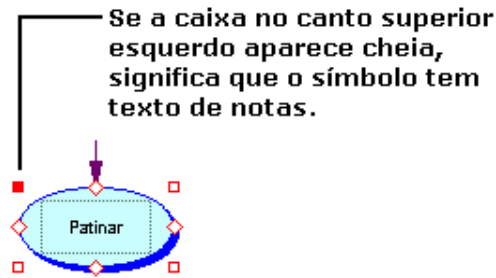 Se a caixa no canto superior
esquerdo aparece cheia,
significa que o símbolo tem
texto de notas.
Patinar